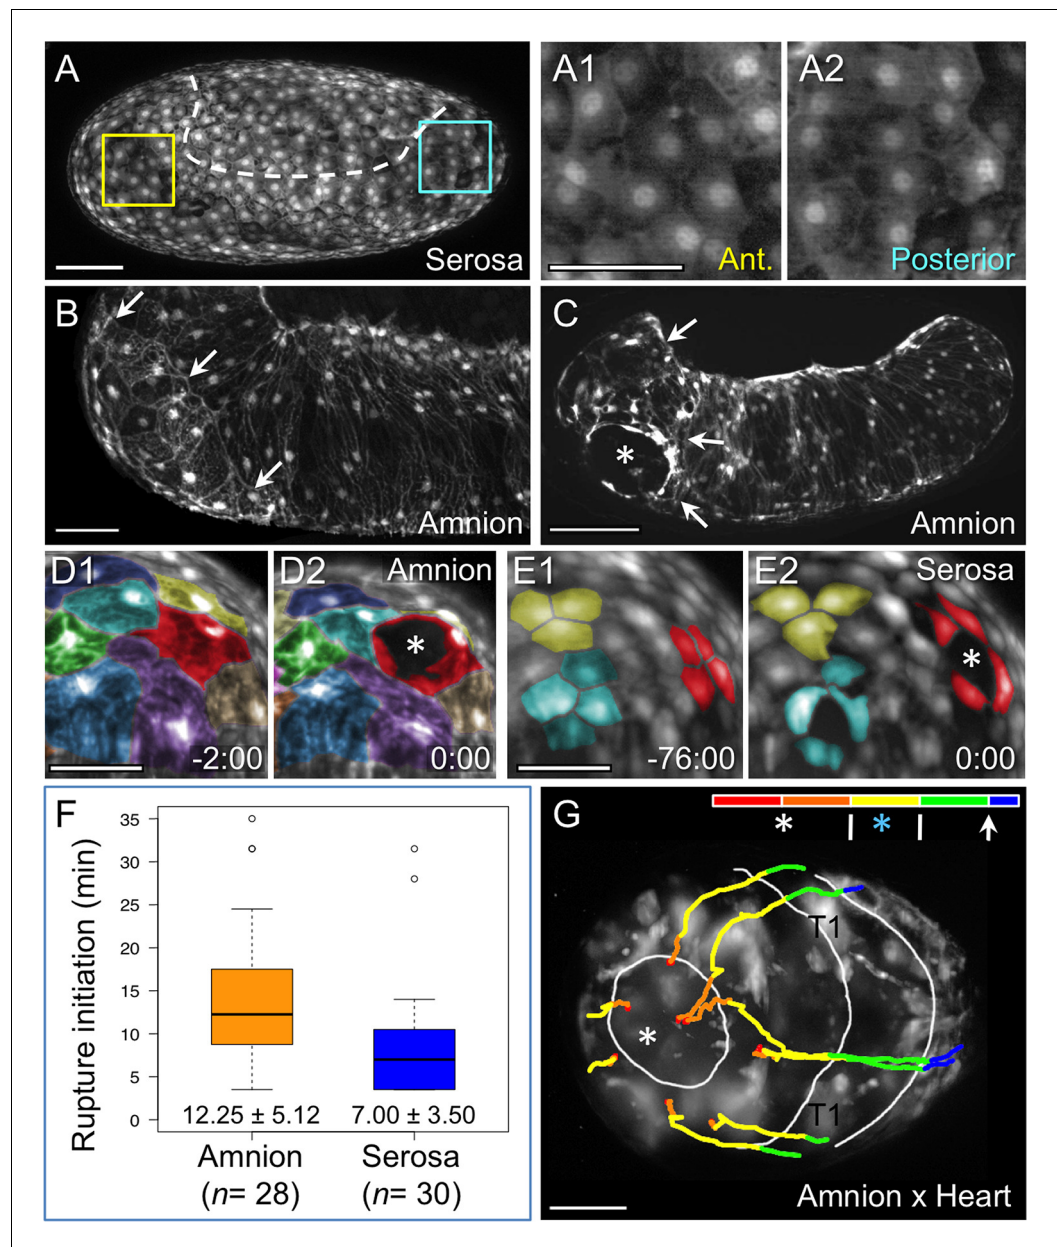 A
Serosa
A1
Ant.
A2
Posterior
B
Amnion
C
*
Amnion
D1
-2:00
D2
Amnion
*
0:00
E1
-76:00
E2
Serosa
*
0:00
F
Rupture initiation (min)
35
30
25
20
15
10
5
0
12.25 ± 5.12
7.00 ± 3.50
Amnion
(n= 28)
Serosa
(n= 30)
G
* *
T1
*
T1
Amnion x Heart